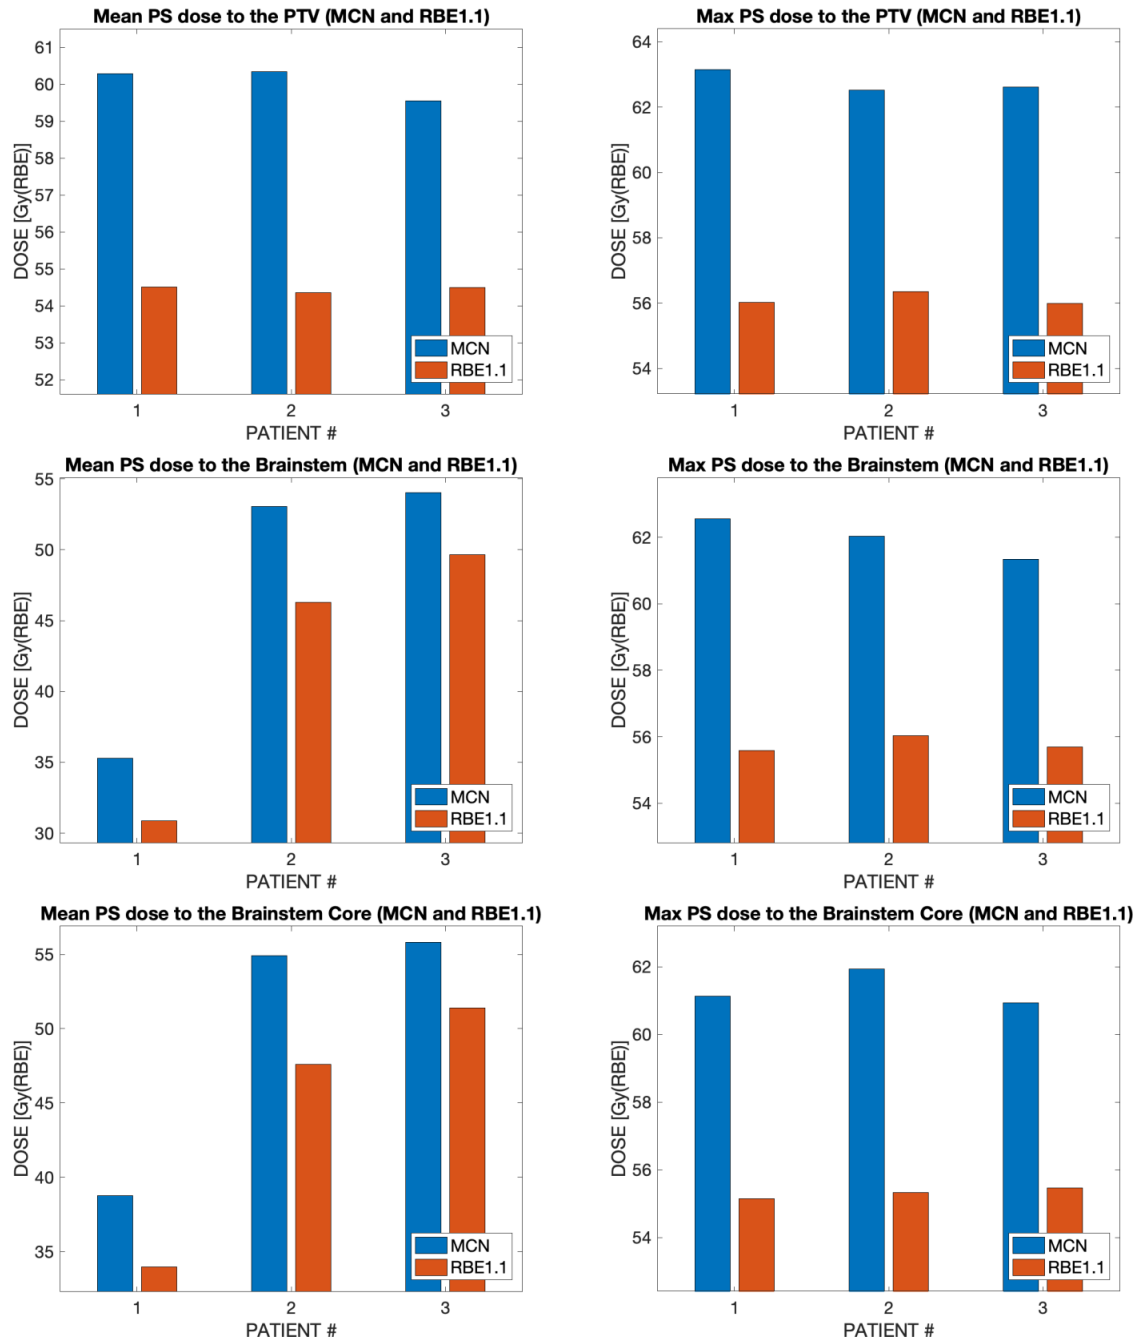 Mean PS dose to the PTV (MCN and RBE1.1)
DOSE [Gy(RBE)]
61
60
59
58
57
56
55
54
53
52
MCN
RBE1.1
1 2 3
PATIENT #
Max PS dose to the PTV (MCN and RBE1.1)
DOSE [Gy(RBE)]
64
62
60
58
56
54
MCN
RBE1.1
1 2 3
PATIENT #
Mean PS dose to the Brainstem (MCN and RBE1.1)
DOSE [Gy(RBE)]
55
50
45
40
35
30
MCN
RBE1.1
1 2 3
PATIENT #
Max PS dose to the Brainstem (MCN and RBE1.1)
DOSE [Gy(RBE)]
62
60
58
56
54
MCN
RBE1.1
1 2 3
PATIENT #
Mean PS dose to the Brainstem Core (MCN and RBE1.1)
DOSE [Gy(RBE)]
55
50
45
40
35
MCN
RBE1.1
1 2 3
PATIENT #
Max PS dose to the Brainstem Core (MCN and RBE1.1)
DOSE [Gy(RBE)]
62
60
58
56
54
MCN
RBE1.1
1 2 3
PATIENT #